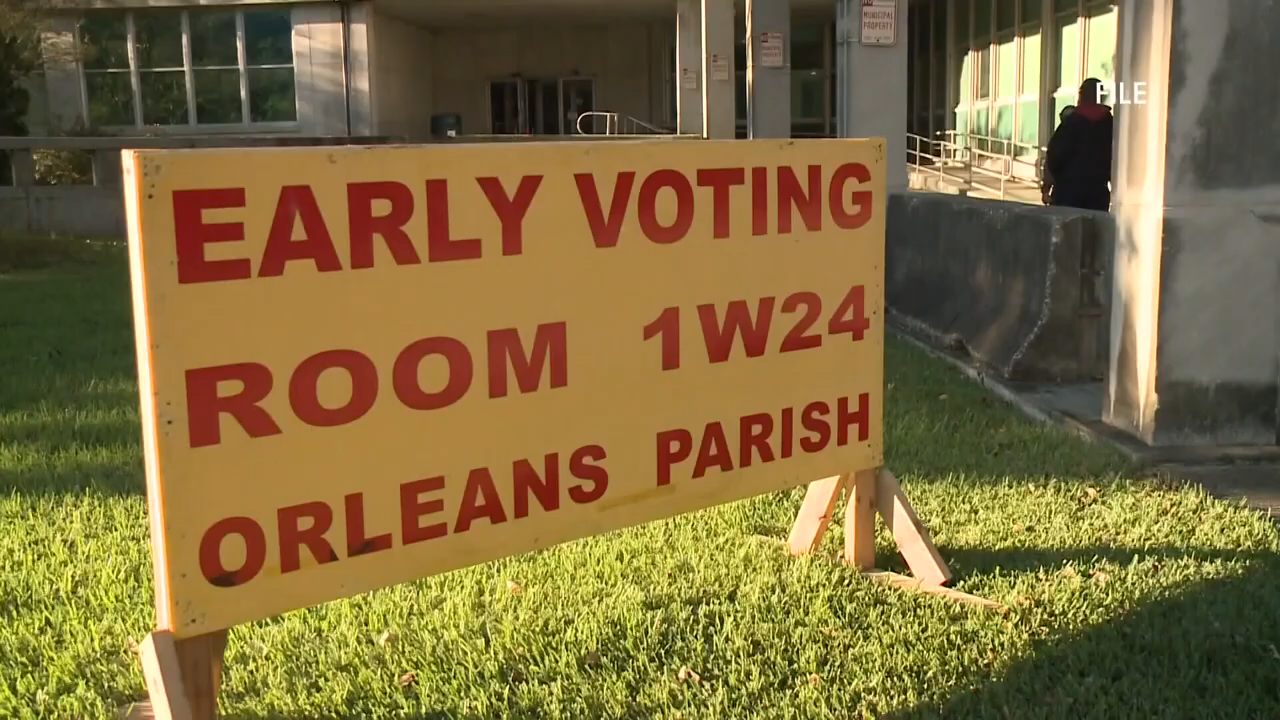 EARLY VOTING
ROOM 1W24
ORLEANS PARISH
FILE
MUNICIPAL
PROPERTY